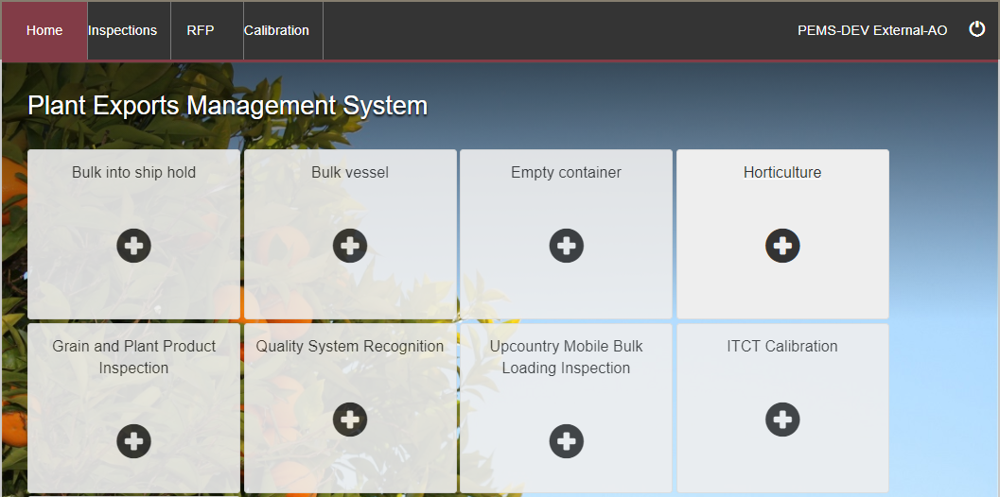 Home
Inspections
RFP
Calibration
PEMS-DEV External-AO
Plant Exports Management System
Bulk into ship hold
Bulk vessel
Empty container
Horticulture
Grain and Plant Product
Inspection
Quality System Recognition
Upcountry Mobile Bulk
Loading Inspection
ITCT Calibration